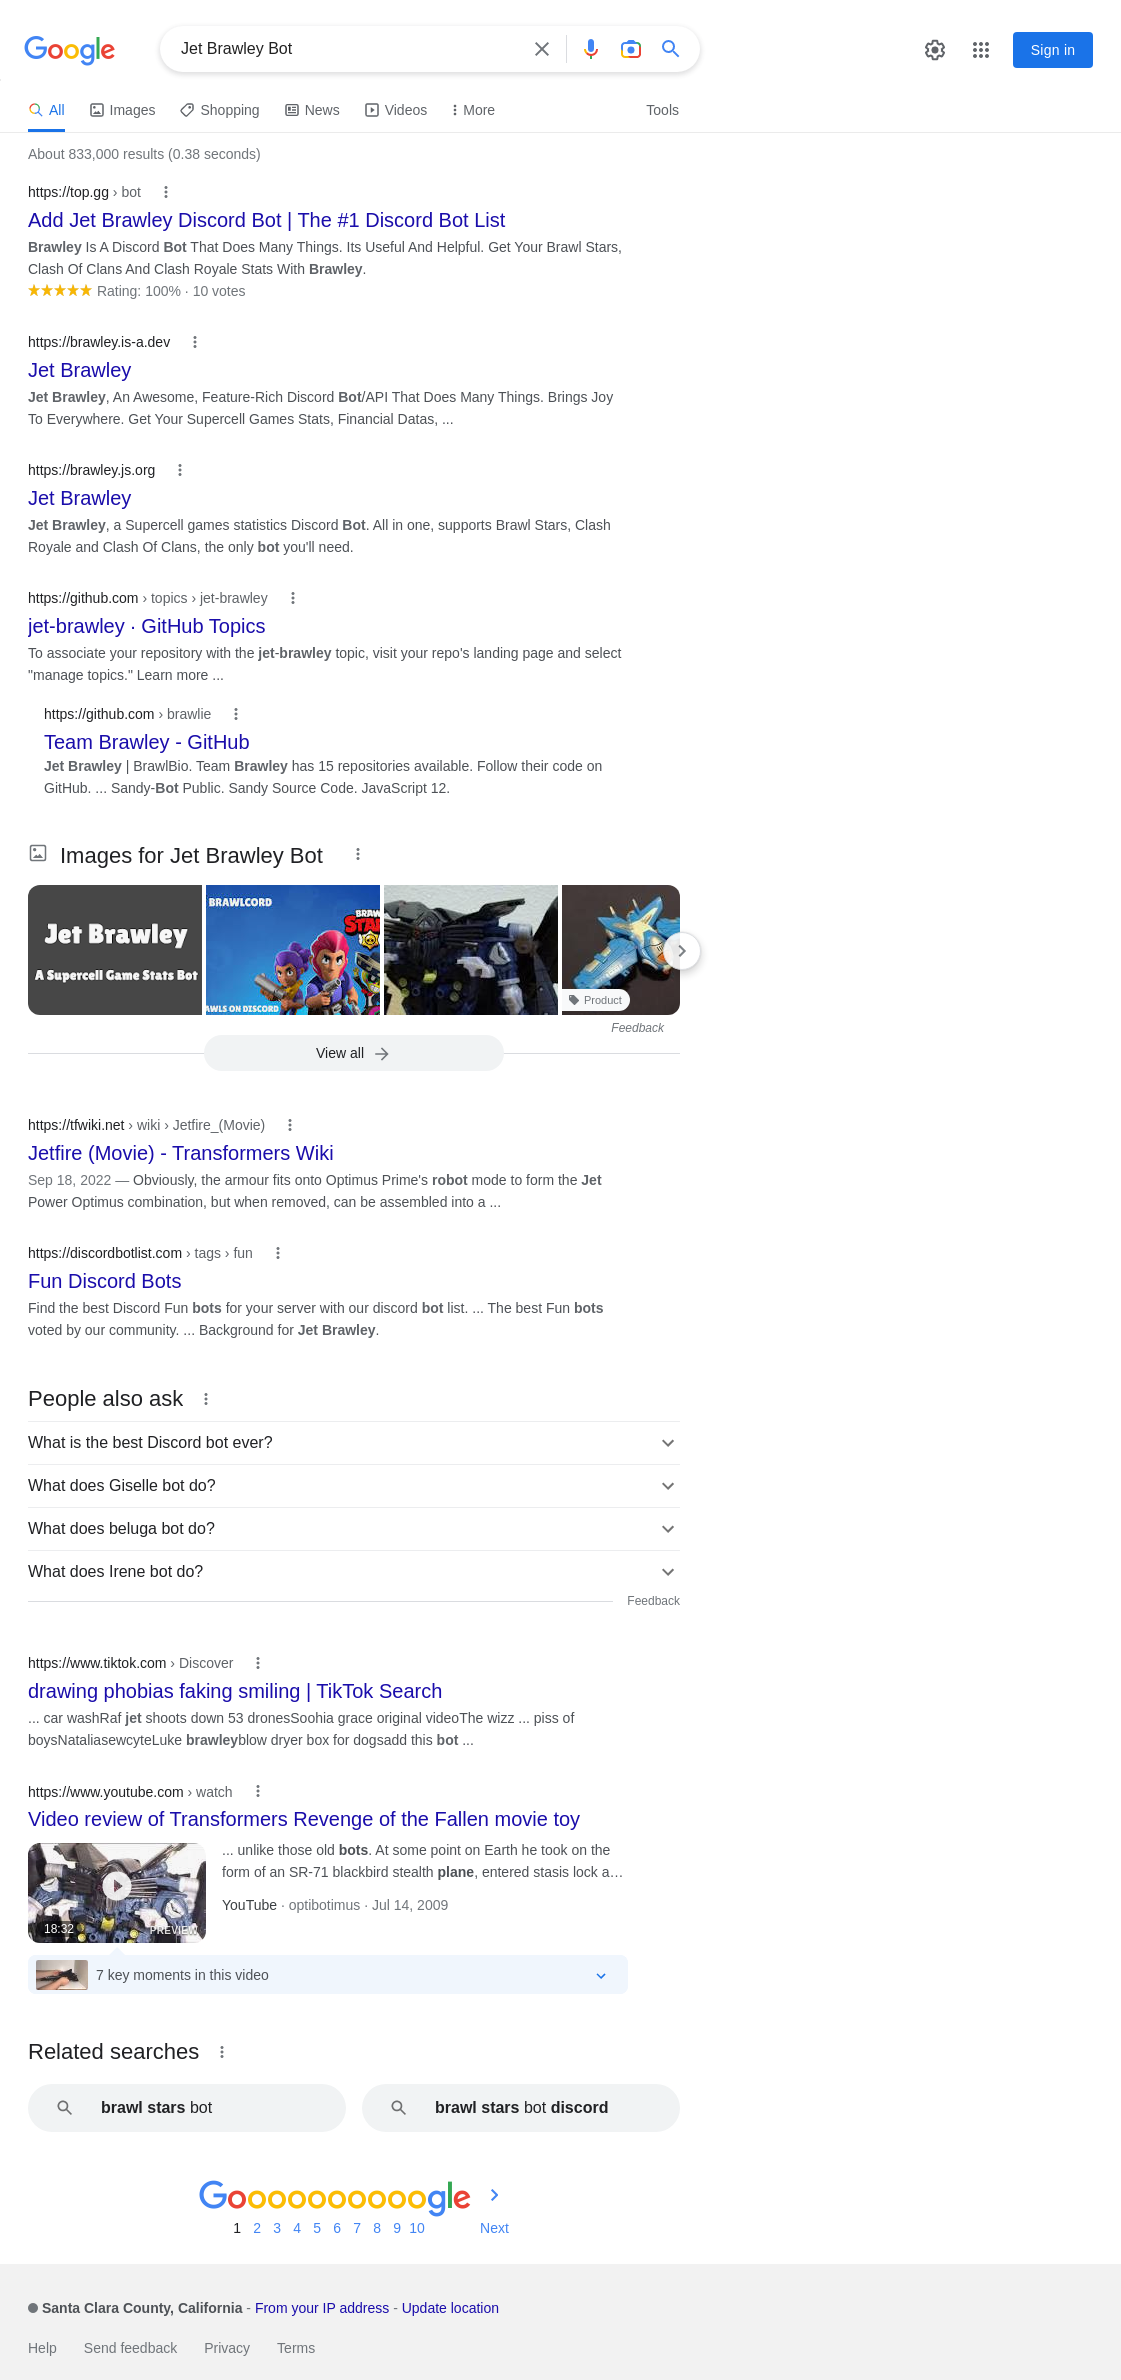 Google
Jet Brawley Bot
Sign in
All
Images
Shopping
News
Videos
More
Tools
About 833,000 results (0.38 seconds)
https://top.gg › bot
Add Jet Brawley Discord Bot | The #1 Discord Bot List
Brawley Is A Discord Bot That Does Many Things. Its Useful And Helpful. Get Your Brawl Stars,
Clash Of Clans And Clash Royale Stats With Brawley.
Rating: 100% · 10 votes
https://brawley.is-a.dev
Jet Brawley
Jet Brawley, An Awesome, Feature-Rich Discord Bot/API That Does Many Things. Brings Joy
To Everywhere. Get Your Supercell Games Stats, Financial Datas, ...
https://brawley.js.org
Jet Brawley
Jet Brawley, a Supercell games statistics Discord Bot. All in one, supports Brawl Stars, Clash
Royale and Clash Of Clans, the only bot you'll need.
https://github.com › topics › jet-brawley
jet-brawley · GitHub Topics
To associate your repository with the jet-brawley topic, visit your repo's landing page and select
"manage topics." Learn more ...
https://github.com › brawlie
Team Brawley - GitHub
Jet Brawley | BrawlBio. Team Brawley has 15 repositories available. Follow their code on
GitHub. ... Sandy-Bot Public. Sandy Source Code. JavaScript 12.
Images for Jet Brawley Bot
Jet Brawley
A Supercell Game Stats Bot
BRAWLCORD
BRAW
STA
AWLS ON DISCORD
Product
Feedback
View all
https://tfwiki.net › wiki › Jetfire_(Movie)
Jetfire (Movie) - Transformers Wiki
Sep 18, 2022 — Obviously, the armour fits onto Optimus Prime's robot mode to form the Jet
Power Optimus combination, but when removed, can be assembled into a ...
https://discordbotlist.com › tags › fun
Fun Discord Bots
Find the best Discord Fun bots for your server with our discord bot list. ... The best Fun bots
voted by our community. ... Background for Jet Brawley.
People also ask
What is the best Discord bot ever?
What does Giselle bot do?
What does beluga bot do?
What does Irene bot do?
Feedback
https://www.tiktok.com › Discover
drawing phobias faking smiling | TikTok Search
... car washRaf jet shoots down 53 dronesSoohia grace original videoThe wizz ... piss of
boysNataliasewcyteLuke brawleyblow dryer box for dogsadd this bot ...
https://www.youtube.com › watch
Video review of Transformers Revenge of the Fallen movie toy
... unlike those old bots. At some point on Earth he took on the
form of an SR-71 blackbird stealth plane, entered stasis lock a…
YouTube · optibotimus · Jul 14, 2009
18:32
PREVIEW
7 key moments in this video
Related searches
brawl stars bot
brawl stars bot discord
Goooooooooogle
1 2 3 4 5 6 7 8 9 10 Next
Santa Clara County, California - From your IP address - Update location
Help Send feedback Privacy Terms